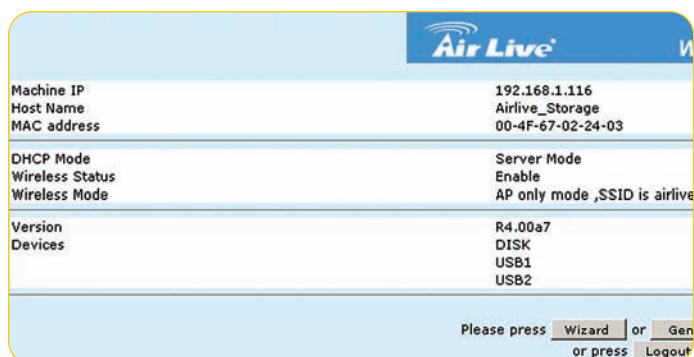 Air Live
Machine IP 192.168.1.116
Host Name Airlive_Storage
MAC address 00-4F-67-02-24-03
DHCP Mode Server Mode
Wireless Status Enable
Wireless Mode AP only mode ,SSID is airlive
Version R4.00a7
Devices DISK
USB1
USB2
Please press Wizard or Gen
or press Logout